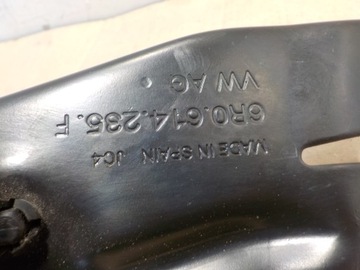 VW AG
6R0.614.235.F
MADE IN SPAIN JC4